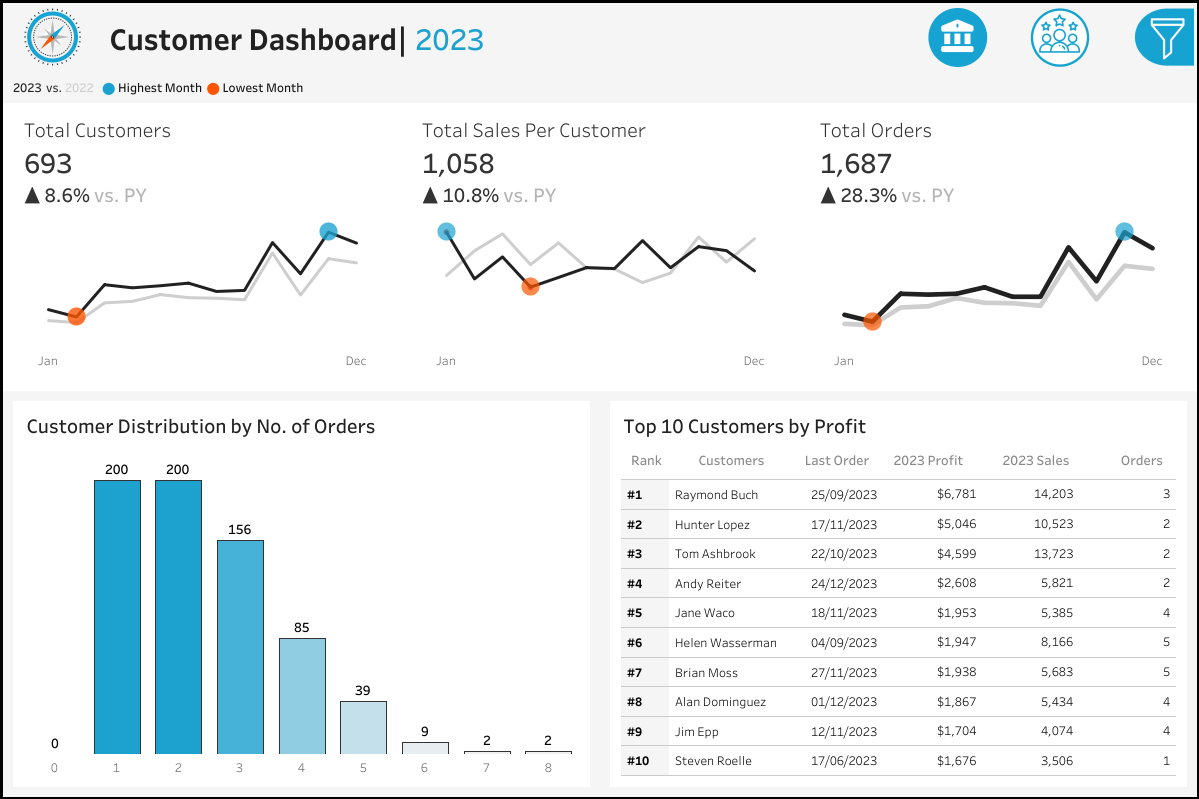 Customer Dashboard| 2023
2023 vs. 2022 Highest Month Lowest Month
Total Customers
693
▲ 8.6% vs. PY
Jan Dec
Total Sales Per Customer
1,058
▲ 10.8% vs. PY
Jan Dec
Total Orders
1,687
▲ 28.3% vs. PY
Jan Dec
Customer Distribution by No. of Orders
0 200 200 156 85 39 9 2 2
0 1 2 3 4 5 6 7 8
Top 10 Customers by Profit
Rank Customers Last Order 2023 Profit 2023 Sales Orders
#1 Raymond Buch 25/09/2023 $6,781 14,203 3
#2 Hunter Lopez 17/11/2023 $5,046 10,523 2
#3 Tom Ashbrook 22/10/2023 $4,599 13,723 2
#4 Andy Reiter 24/12/2023 $2,608 5,821 2
#5 Jane Waco 18/11/2023 $1,953 5,385 4
#6 Helen Wasserman 04/09/2023 $1,947 8,166 5
#7 Brian Moss 27/11/2023 $1,938 5,683 5
#8 Alan Dominguez 01/12/2023 $1,867 5,434 4
#9 Jim Epp 12/11/2023 $1,704 4,074 4
#10 Steven Roelle 17/06/2023 $1,676 3,506 1